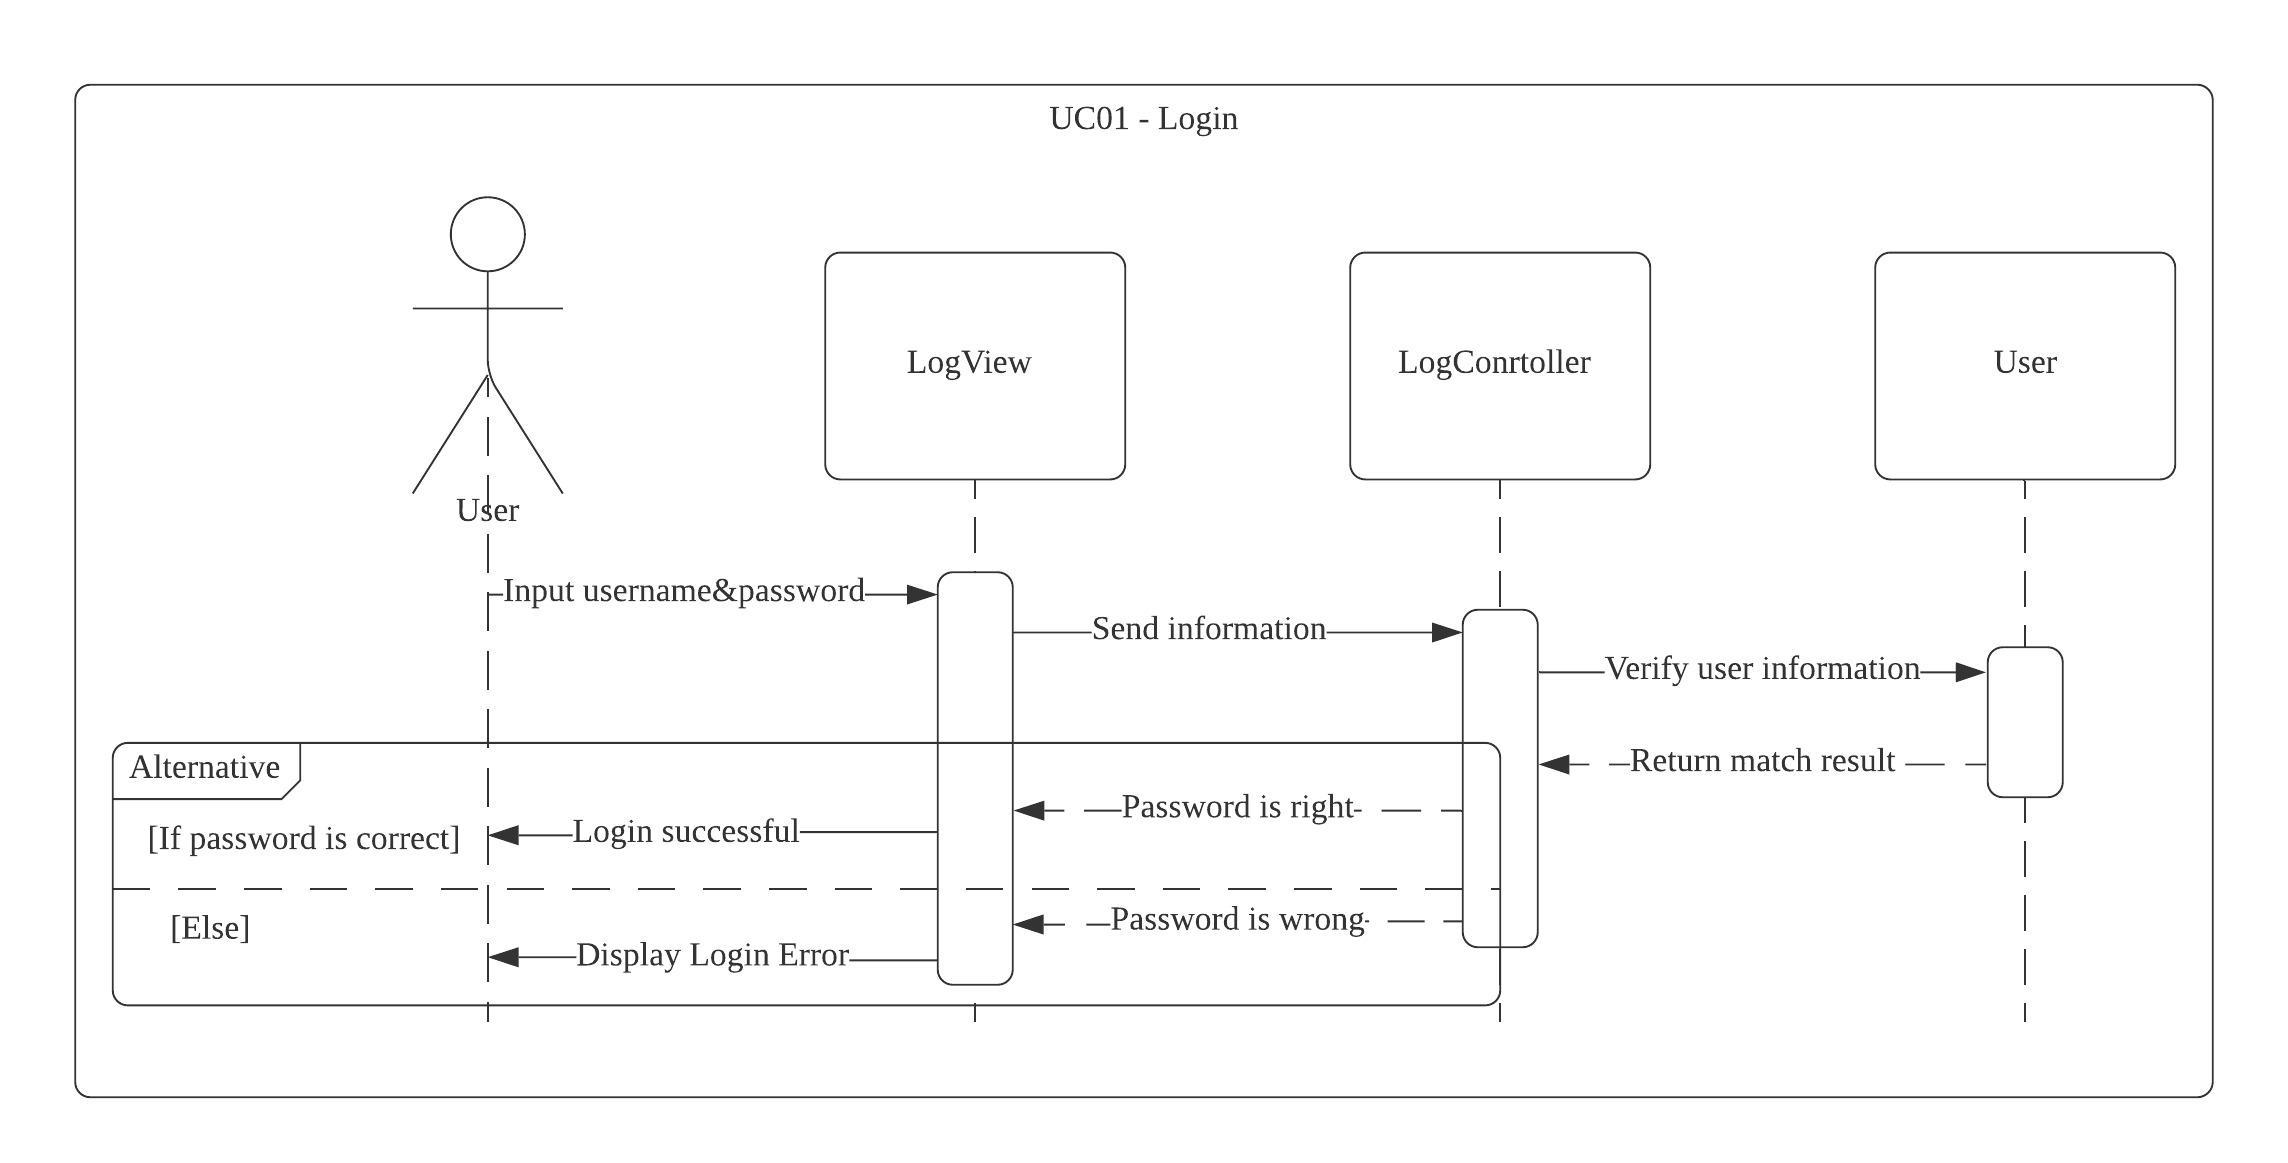 UC01 - Login
LogView
LogConrtoller
User
User
Input username&password
Send information
Verify user information
Alternative
Return match result
Password is right
Login successful
[If password is correct]
Password is wrong
[Else]
Display Login Error